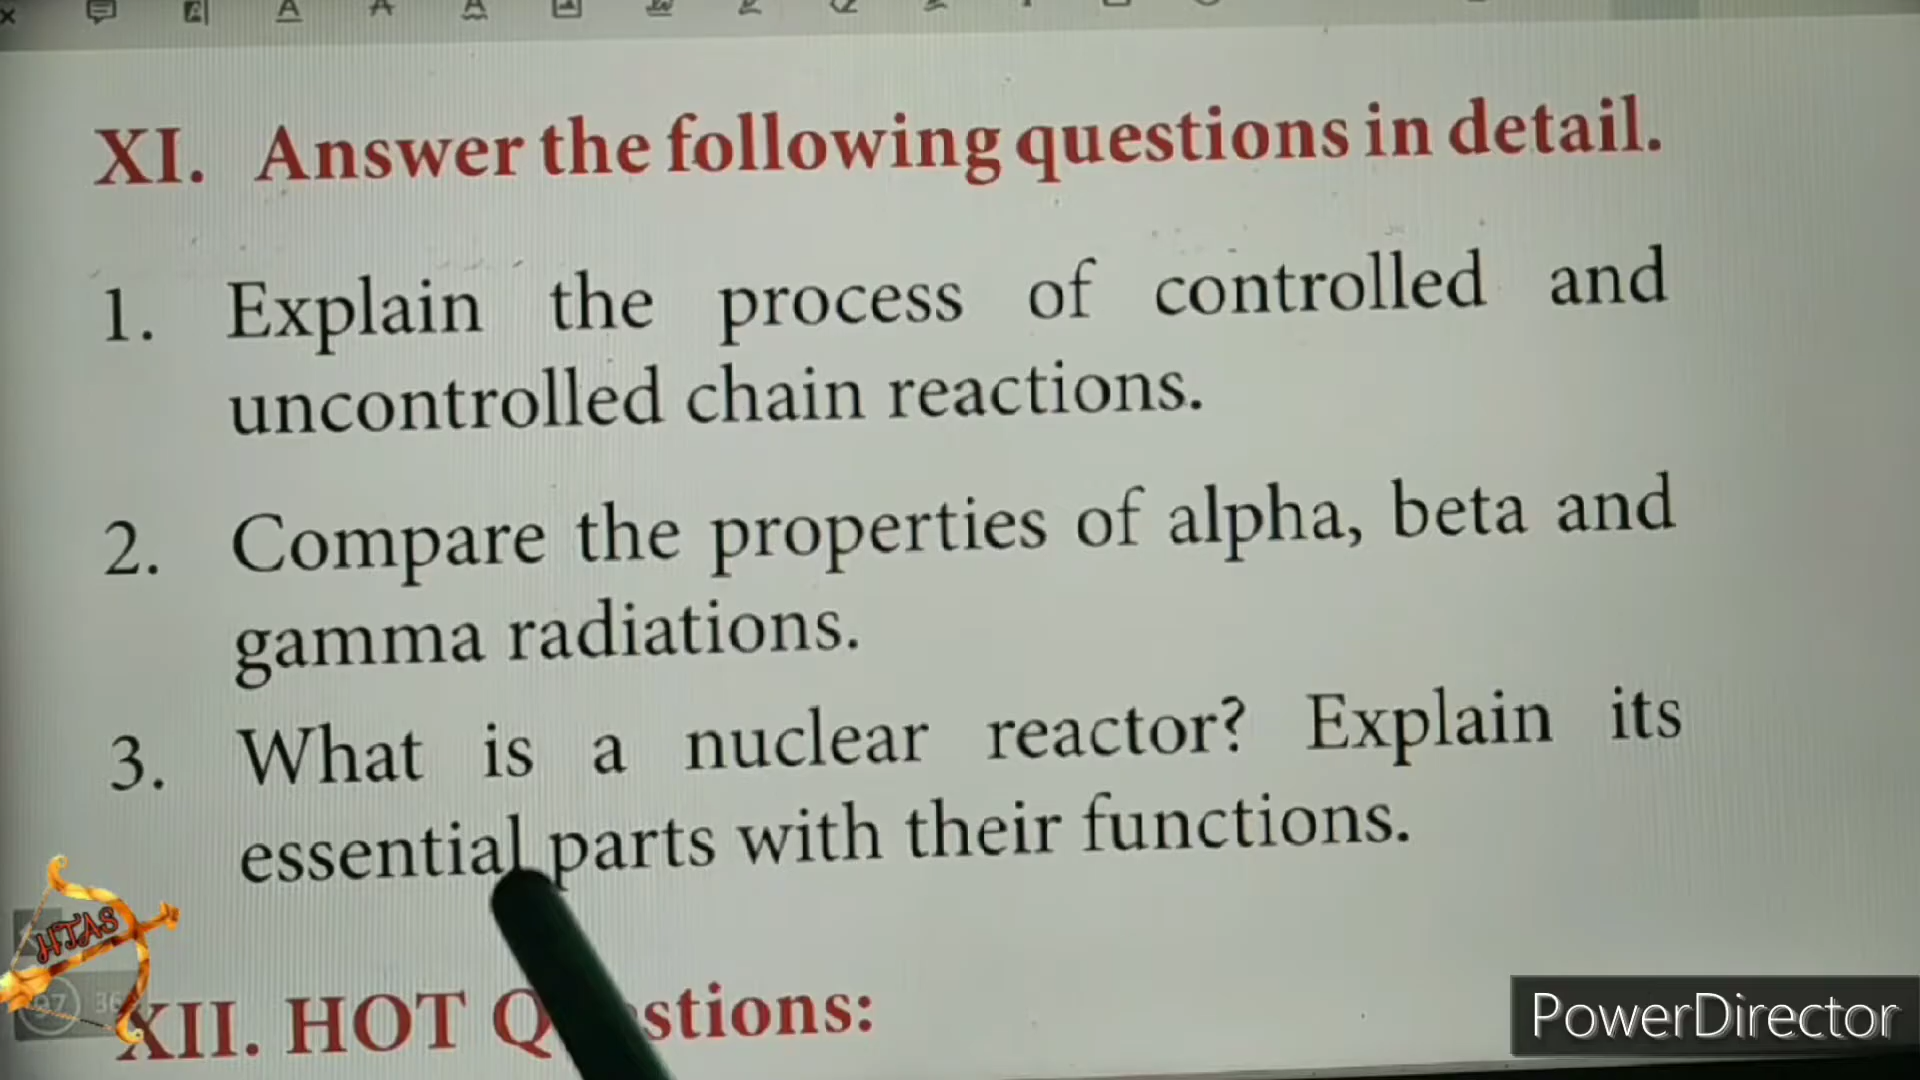 XI. Answer the following questions in detail.
1. Explain the process of controlled and
uncontrolled chain reactions.
2. Compare the properties of alpha, beta and
gamma radiations.
3. What is a nuclear reactor? Explain its
essential parts with their functions.
HTAS
XII. HOT Q stions:
PowerDirector